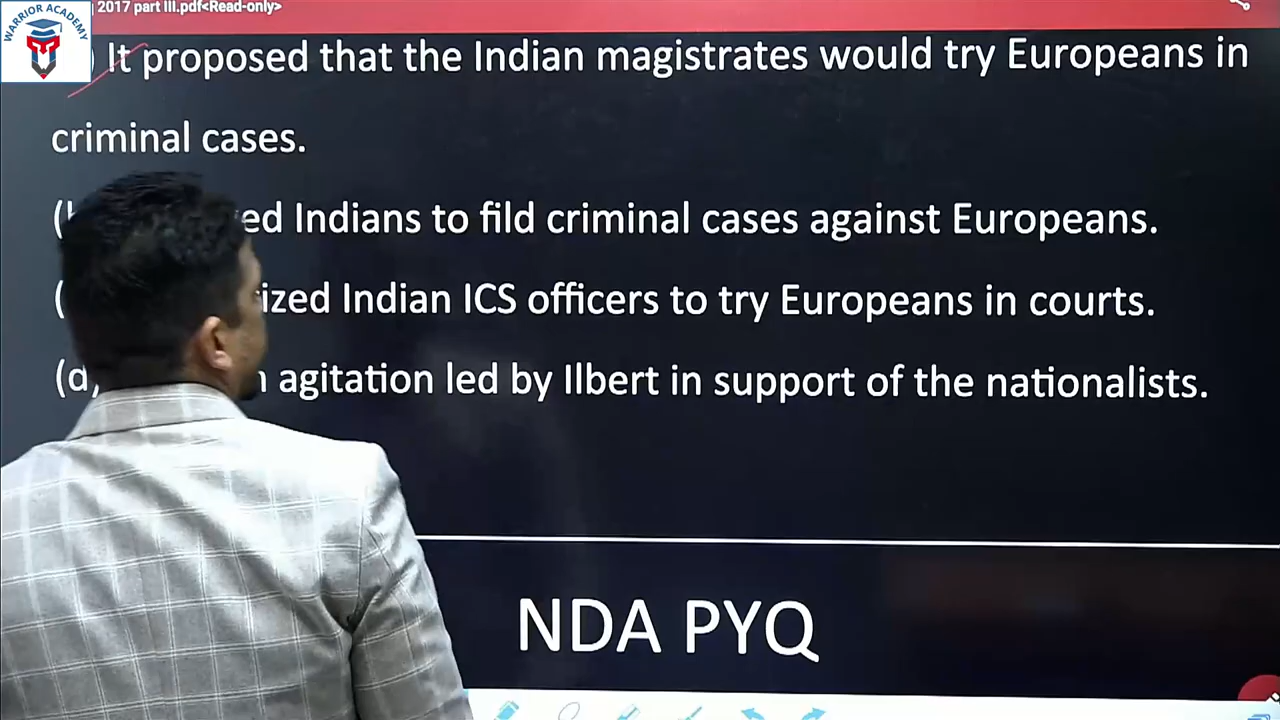 WARRIOR ACADEMY
2017 part III.pdf<Read-only>
) It proposed that the Indian magistrates would try Europeans in
criminal cases.
( ed Indians to fild criminal cases against Europeans.
( ized Indian ICS officers to try Europeans in courts.
(d) agitation led by Ilbert in support of the nationalists.
NDA PYQ